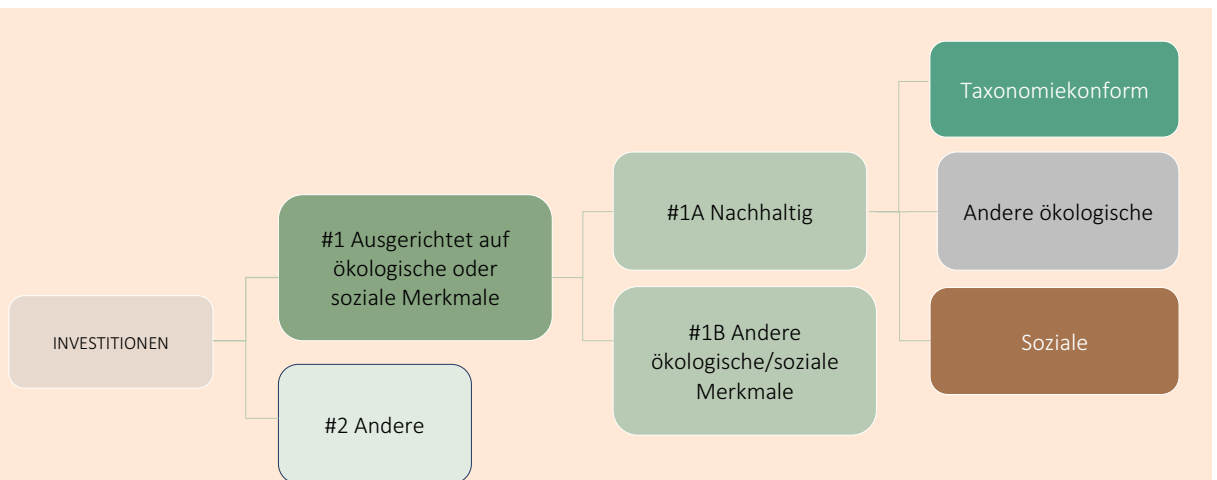 INVESTITIONEN
#1 Ausgerichtet auf
ökologische oder
soziale Merkmale
#2 Andere
#1A Nachhaltig
#1B Andere
ökologische/soziale
Merkmale
Taxonomiekonform
Andere ökologische
Soziale